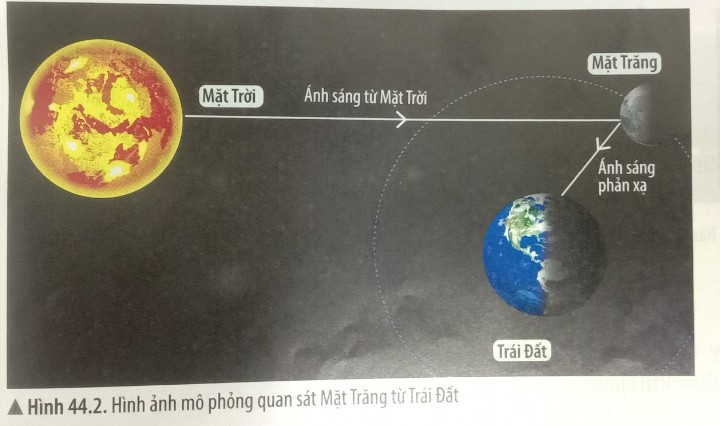 Mặt Trăng
Mặt Trời
Ánh sáng từ Mặt Trời
Ánh sáng
phản xạ
Trái Đất
▲ Hình 44.2. Hình ảnh mô phỏng quan sát Mặt Trăng từ Trái Đất